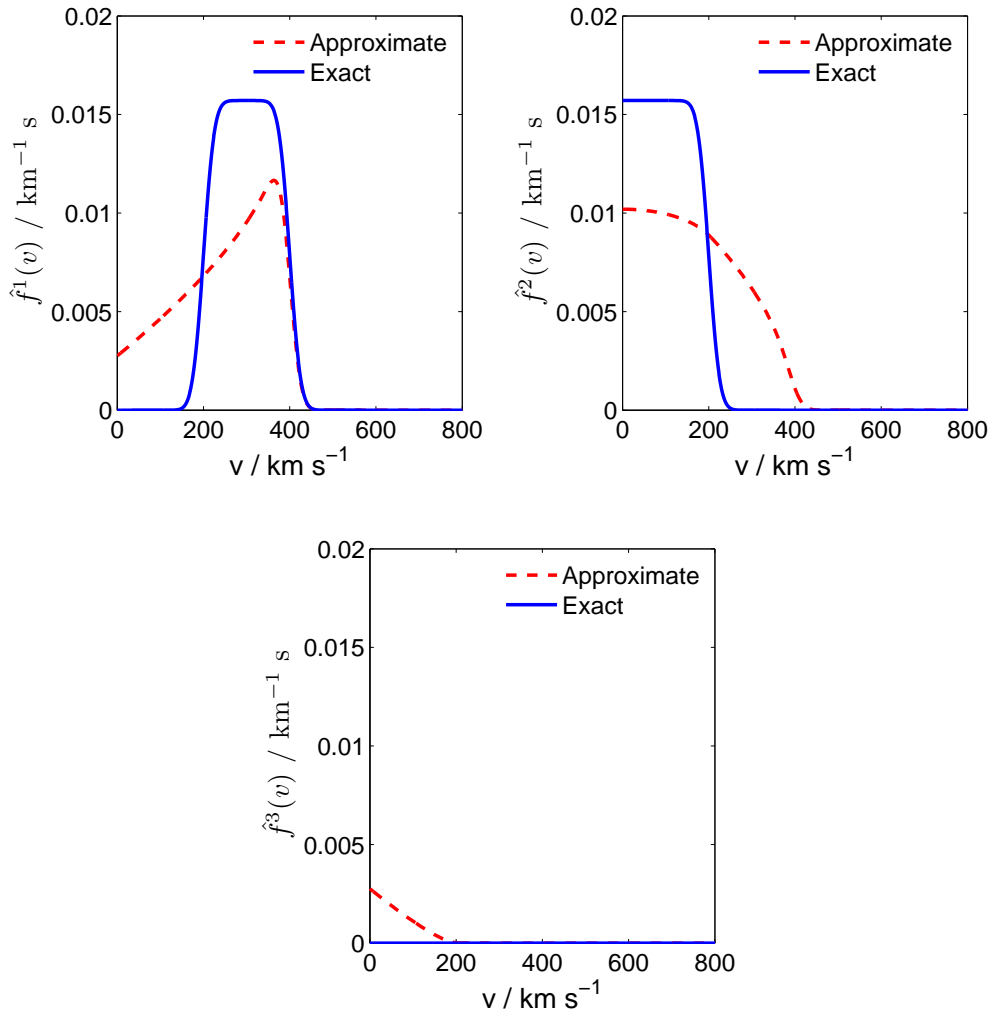 0.02
0.015
0.01
0.005
0
0 200 400 600 800
v / km s⁻¹
f̂¹(v) / km⁻¹ s
Approximate
Exact
0.02
0.015
0.01
0.005
0
0 200 400 600 800
v / km s⁻¹
f̂²(v) / km⁻¹ s
Approximate
Exact
0.02
0.015
0.01
0.005
0
0 200 400 600 800
v / km s⁻¹
f̂³(v) / km⁻¹ s
Approximate
Exact